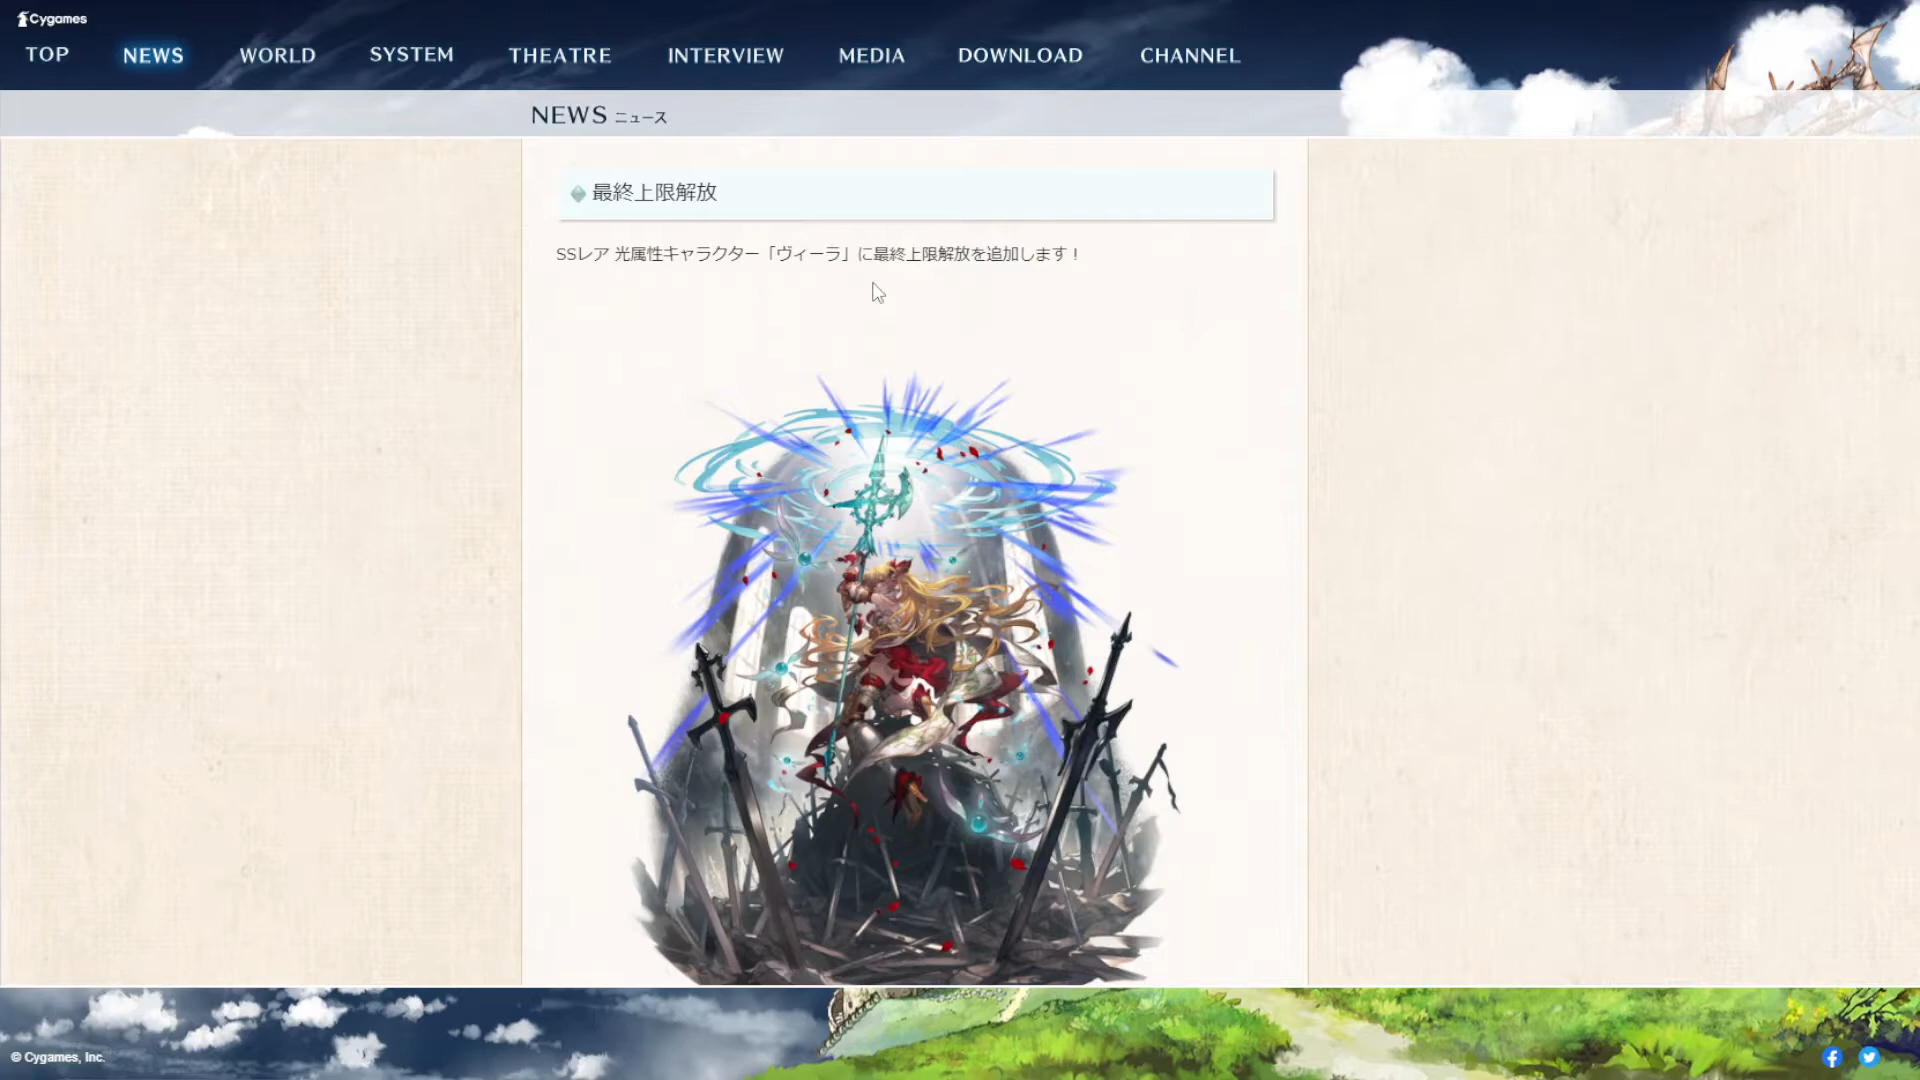 Cygames
TOP NEWS WORLD SYSTEM THEATRE INTERVIEW MEDIA DOWNLOAD CHANNEL
NEWS ニュース
最終上限解放
SSレア 光属性キャラクター「ヴィーラ」に最終上限解放を追加します！
© Cygames, Inc.